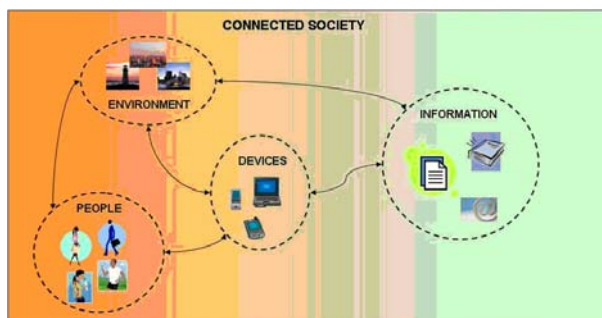 CONNECTED SOCIETY
ENVIRONMENT
INFORMATION
DEVICES
PEOPLE
@